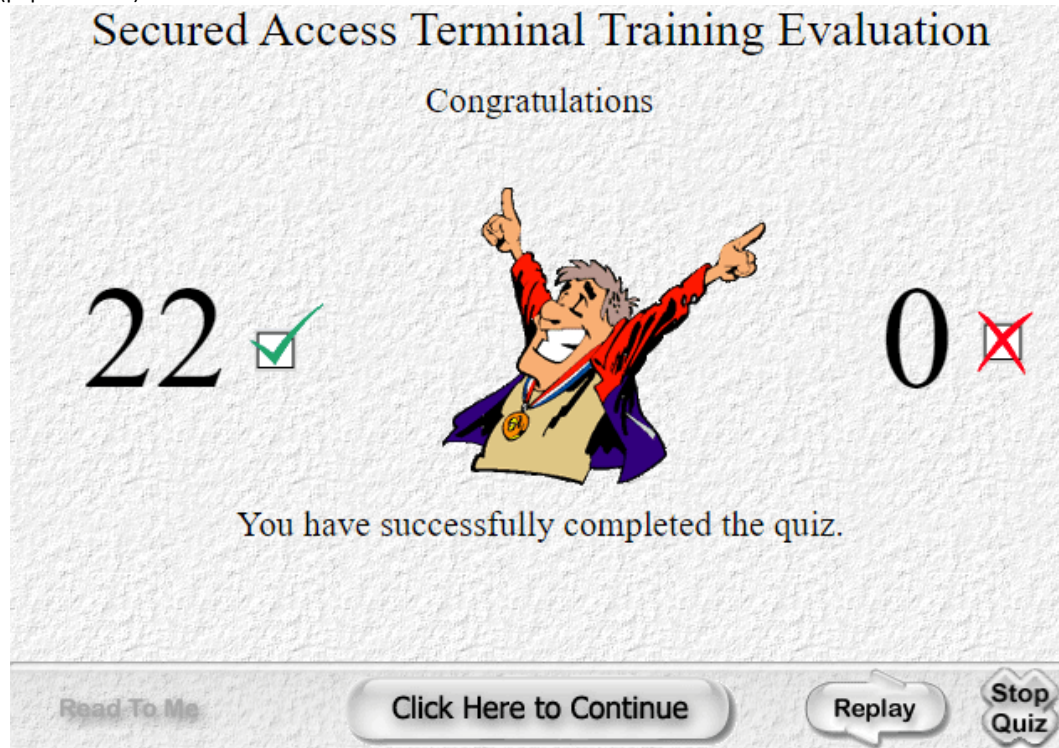 Secured Access Terminal Training Evaluation
Congratulations
22
0
You have successfully completed the quiz.
Read To Me
Click Here to Continue
Replay
Stop
Quiz